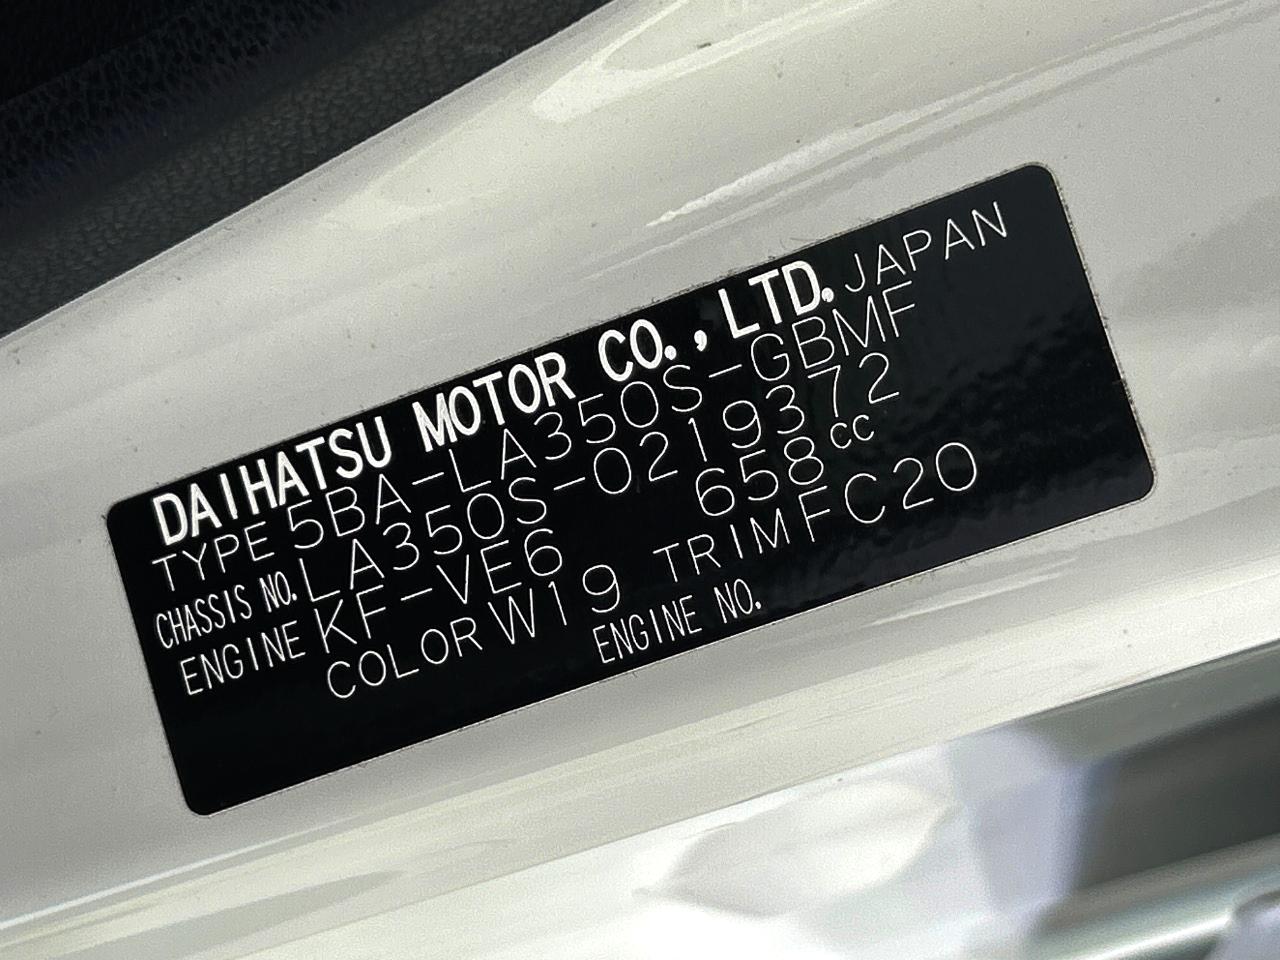 DAIHATSU MOTOR CO., LTD. JAPAN
TYPE 5BA-LA350S-GBMF
CHASSIS NO. LA350S-0219372
ENGINE KF-VE6 658cc
COLOR W19 TRIM FC20
ENGINE NO.